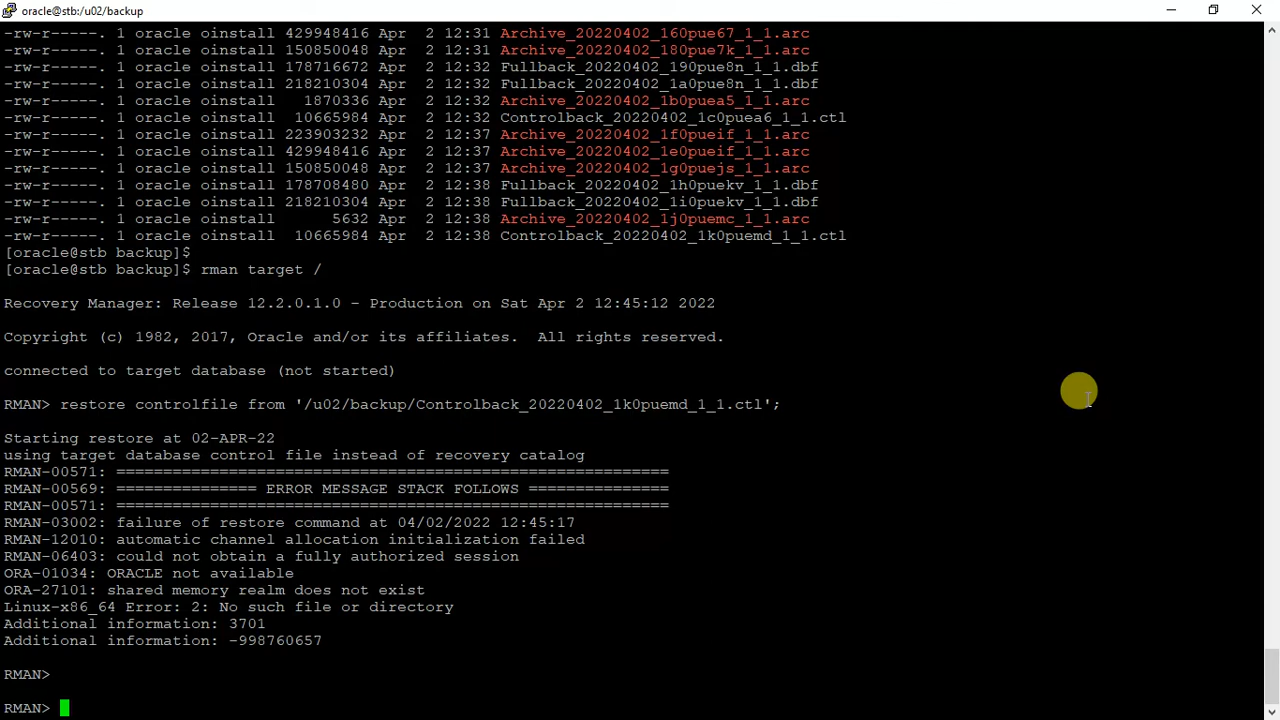 oracle@stb:/u02/backup
-rw-r-----. 1 oracle oinstall 429948416 Apr  2 12:31 Archive_20220402_160pue67_1_1.arc
-rw-r-----. 1 oracle oinstall 150850048 Apr  2 12:31 Archive_20220402_180pue7k_1_1.arc
-rw-r-----. 1 oracle oinstall 178716672 Apr  2 12:32 Fullback_20220402_190pue8n_1_1.dbf
-rw-r-----. 1 oracle oinstall 218210304 Apr  2 12:32 Fullback_20220402_1a0pue8n_1_1.dbf
-rw-r-----. 1 oracle oinstall   1870336 Apr  2 12:32 Archive_20220402_1b0puea5_1_1.arc
-rw-r-----. 1 oracle oinstall  10665984 Apr  2 12:32 Controlback_20220402_1c0puea6_1_1.ctl
-rw-r-----. 1 oracle oinstall 223903232 Apr  2 12:37 Archive_20220402_1f0pueif_1_1.arc
-rw-r-----. 1 oracle oinstall 429948416 Apr  2 12:37 Archive_20220402_1e0pueif_1_1.arc
-rw-r-----. 1 oracle oinstall 150850048 Apr  2 12:37 Archive_20220402_1g0puejs_1_1.arc
-rw-r-----. 1 oracle oinstall 178708480 Apr  2 12:38 Fullback_20220402_1h0puekv_1_1.dbf
-rw-r-----. 1 oracle oinstall 218210304 Apr  2 12:38 Fullback_20220402_1i0puekv_1_1.dbf
-rw-r-----. 1 oracle oinstall      5632 Apr  2 12:38 Archive_20220402_1j0puemc_1_1.arc
-rw-r-----. 1 oracle oinstall  10665984 Apr  2 12:38 Controlback_20220402_1k0puemd_1_1.ctl
[oracle@stb backup]$
[oracle@stb backup]$ rman target /
Recovery Manager: Release 12.2.0.1.0 - Production on Sat Apr 2 12:45:12 2022
Copyright (c) 1982, 2017, Oracle and/or its affiliates.  All rights reserved.
connected to target database (not started)
RMAN> restore controlfile from '/u02/backup/Controlback_20220402_1k0puemd_1_1.ctl';
Starting restore at 02-APR-22
using target database control file instead of recovery catalog
RMAN-00571: ===========================================================
RMAN-00569: =============== ERROR MESSAGE STACK FOLLOWS ===============
RMAN-00571: ===========================================================
RMAN-03002: failure of restore command at 04/02/2022 12:45:17
RMAN-12010: automatic channel allocation initialization failed
RMAN-06403: could not obtain a fully authorized session
ORA-01034: ORACLE not available
ORA-27101: shared memory realm does not exist
Linux-x86_64 Error: 2: No such file or directory
Additional information: 3701
Additional information: -998760657
RMAN>
RMAN>